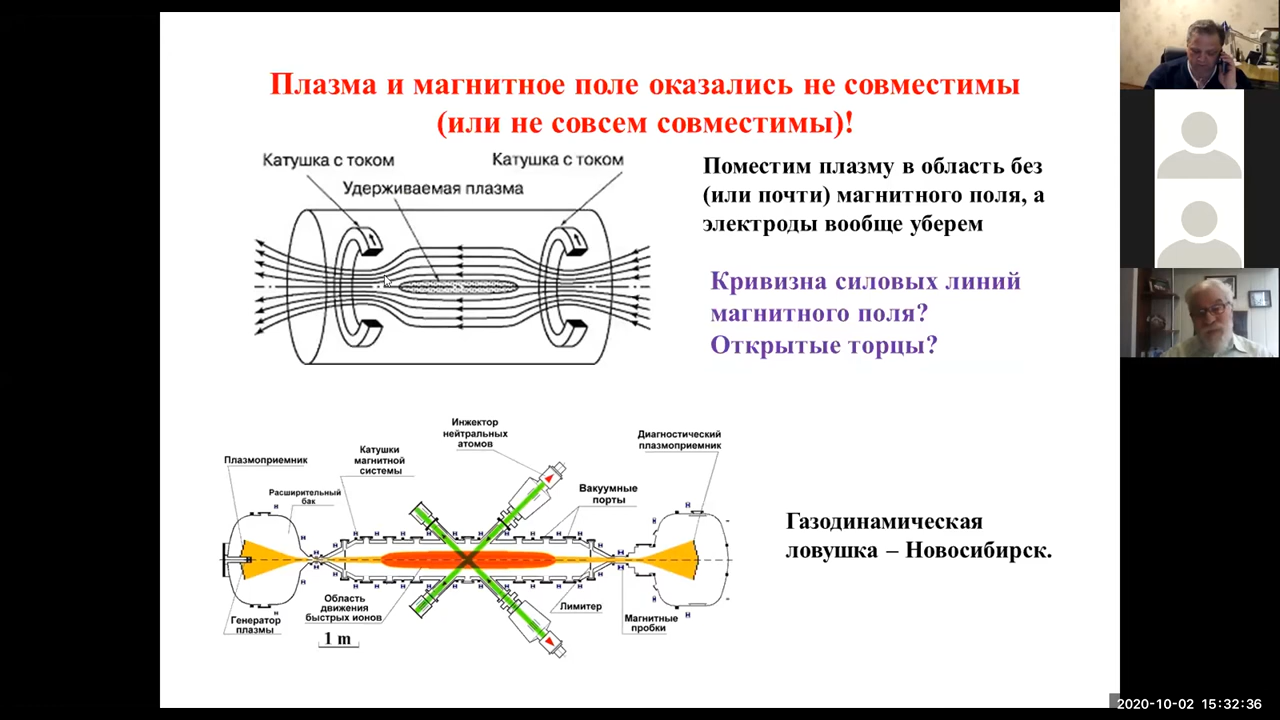 Плазма и магнитное поле оказались не совместимы
(или не совсем совместимы)!
Катушка с током
Катушка с током
Удерживаемая плазма
Поместим плазму в область без
(или почти) магнитного поля, а
электроды вообще уберем
Кривизна силовых линий
магнитного поля?
Открытые торцы?
Инжектор
нейтральных
атомов
Диагностический
плазмоприемник
Катушки
магнитной
системы
Плазмоприемник
Расширительный
бак
Вакуумные
порты
Газодинамическая
ловушка – Новосибирск.
Область
движения
быстрых ионов
Лимитер
Магнитные
пробки
Генератор
плазмы
1 m
2020-10-02 15:32:36